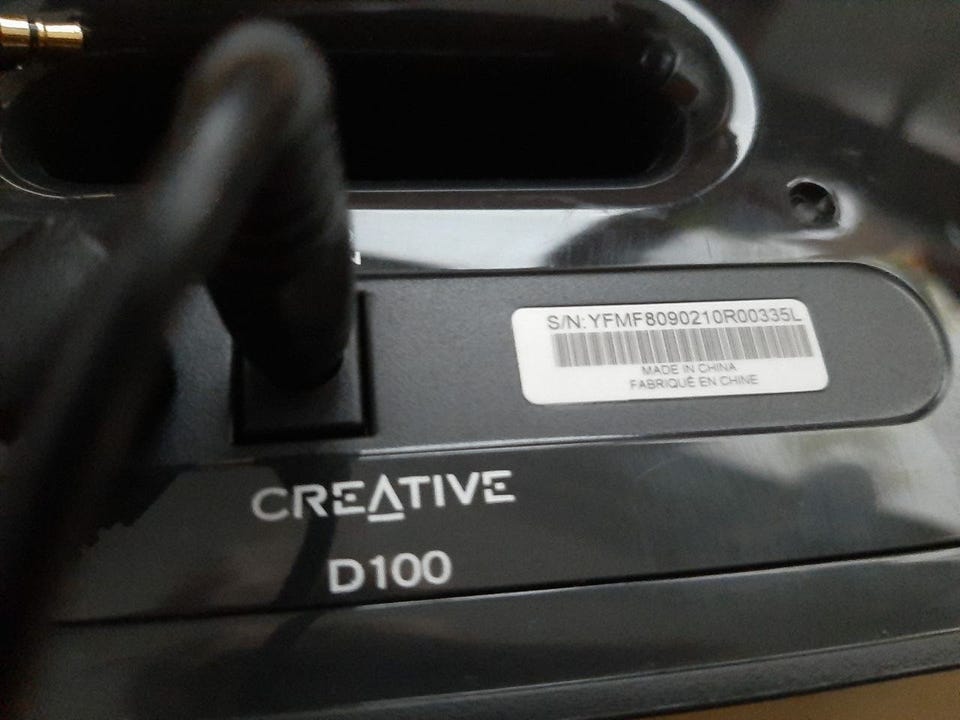 S/N:YFMF8090210R00335L
MADE IN CHINA
FABRIQUÉ EN CHINE
CREATIVE
D100